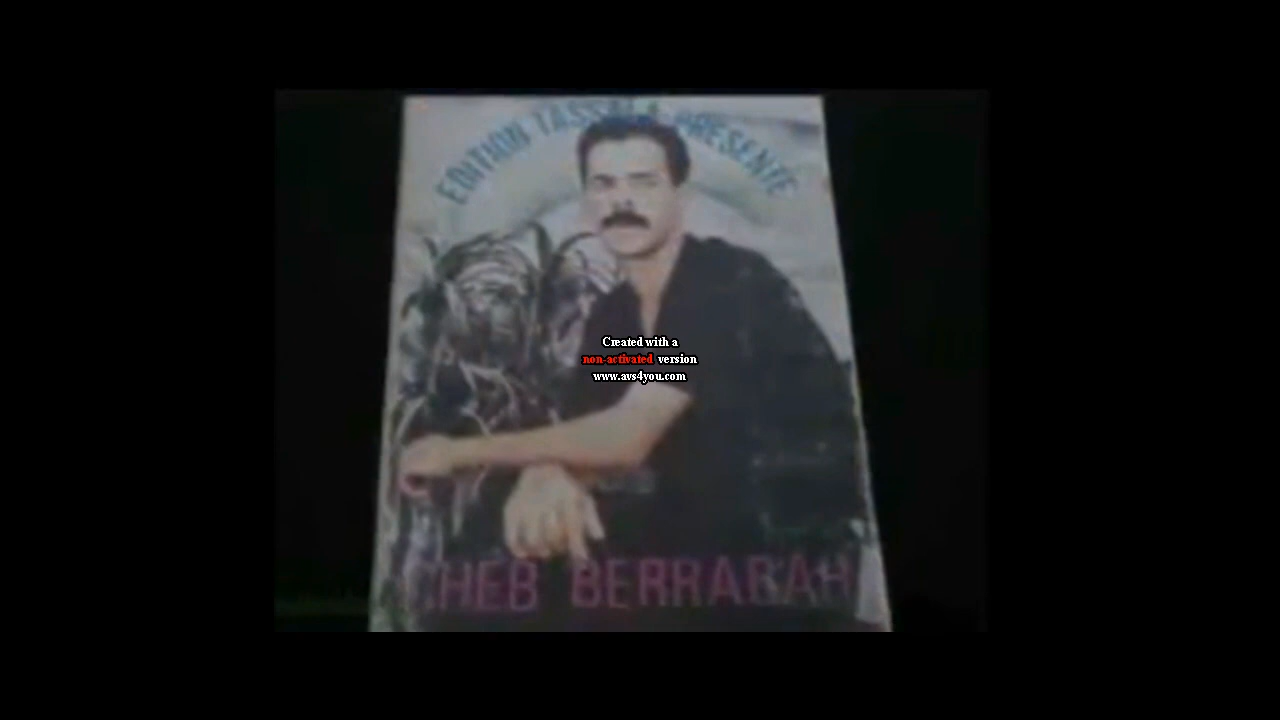 EDITION TASSALA PRESENTE
Created with a
non-activated version
www.avs4you.com
CHEB BERRABAH